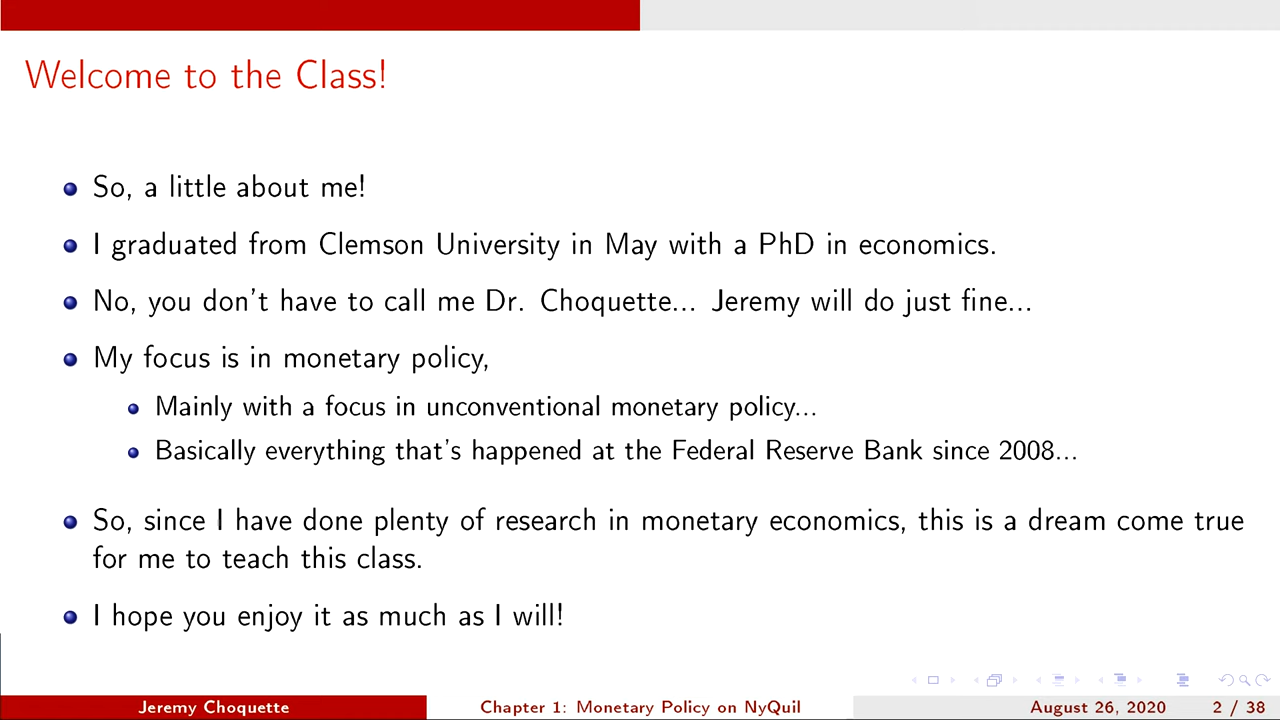 Welcome to the Class!
So, a little about me!
I graduated from Clemson University in May with a PhD in economics.
No, you don't have to call me Dr. Choquette... Jeremy will do just fine...
My focus is in monetary policy,
Mainly with a focus in unconventional monetary policy...
Basically everything that's happened at the Federal Reserve Bank since 2008...
So, since I have done plenty of research in monetary economics, this is a dream come true
for me to teach this class.
I hope you enjoy it as much as I will!
Jeremy Choquette Chapter 1: Monetary Policy on NyQuil August 26, 2020 2 / 38